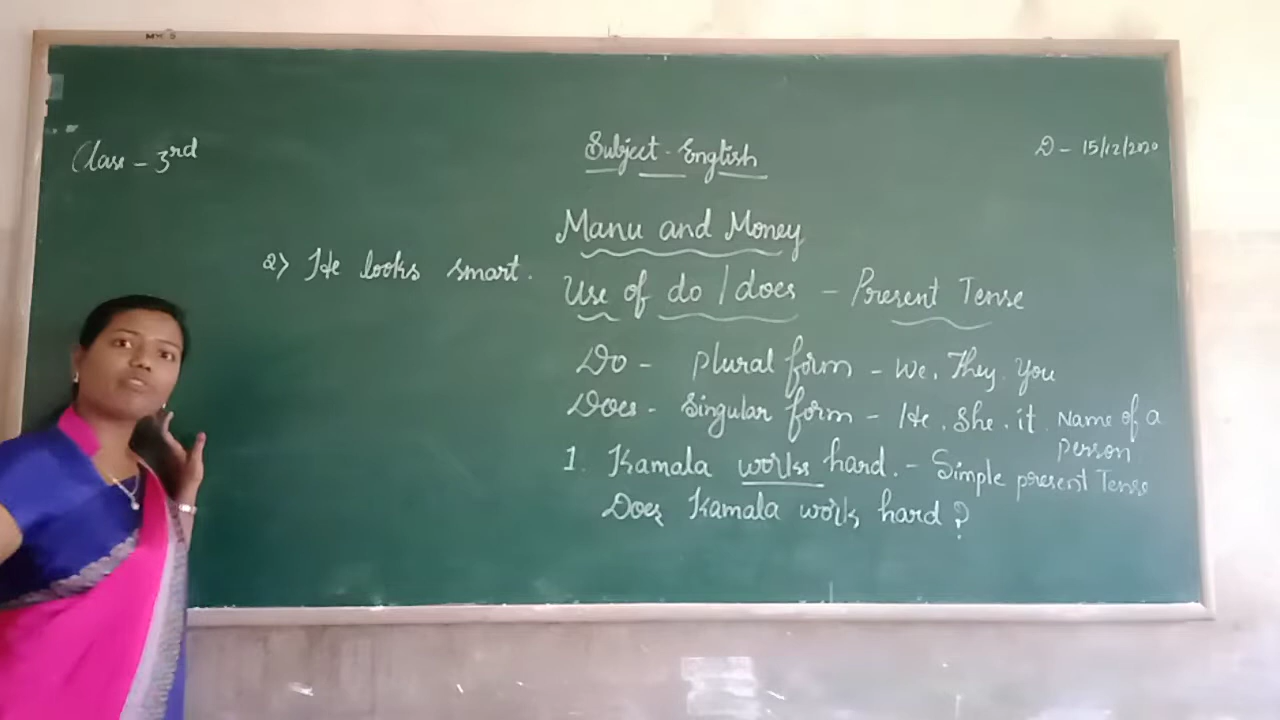 Class - 3rd
Subject - English
D - 15/12/2020
Manu and Money
2) He looks smart.
Use of do / does - Present Tense
Do - Plural form - We, They, You
Does - Singular form - He, She, it, Name of a person
1. Kamala works hard. - Simple present Tense
Does Kamala work hard ?